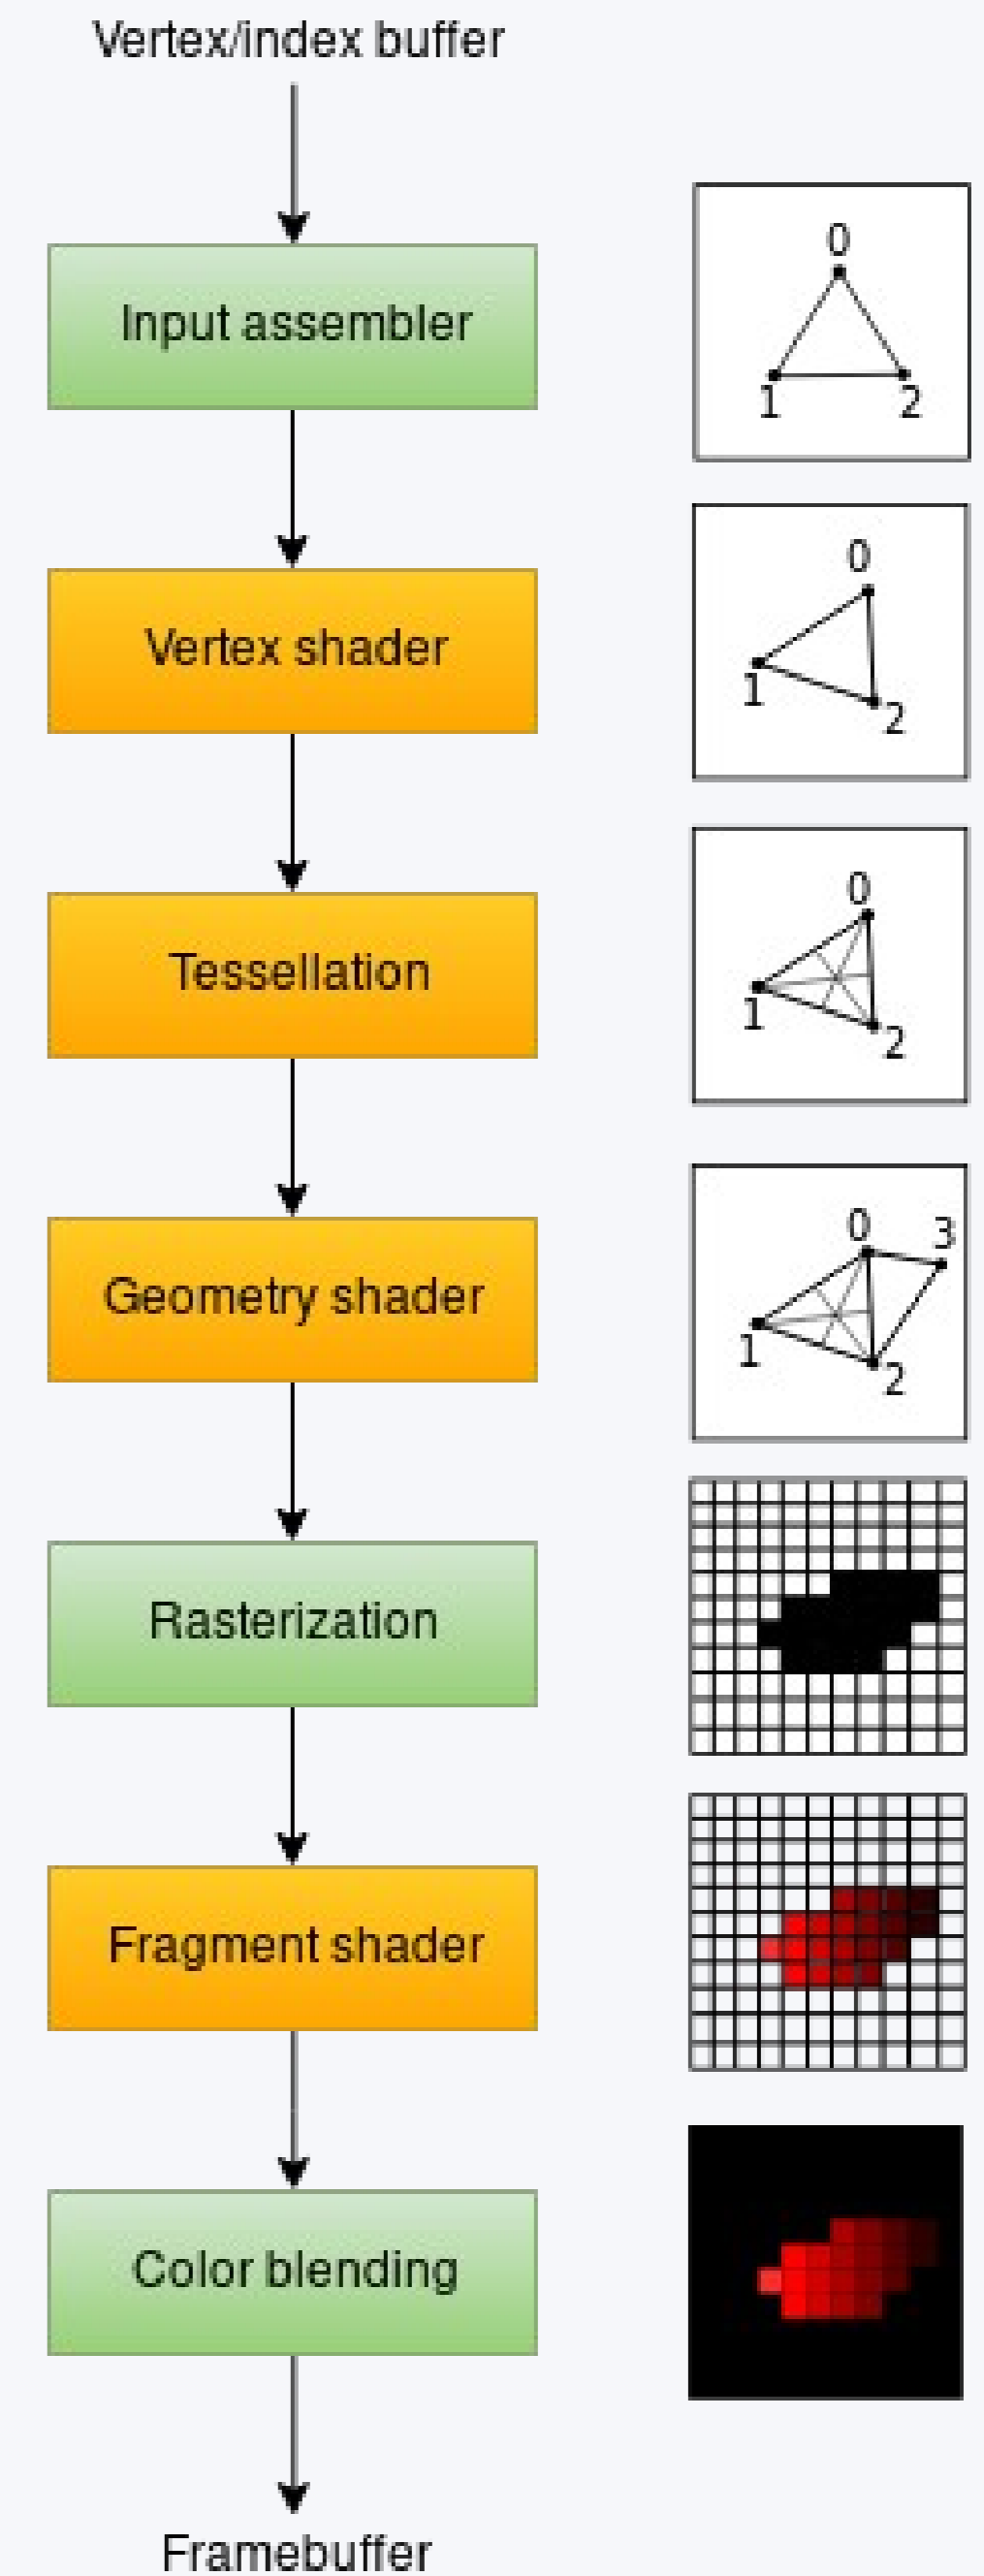 Vertex/index buffer
Input assembler
0
1
2
Vertex shader
0
1
2
Tessellation
0
1
2
Geometry shader
0
3
1
2
Rasterization
Fragment shader
Color blending
Framebuffer